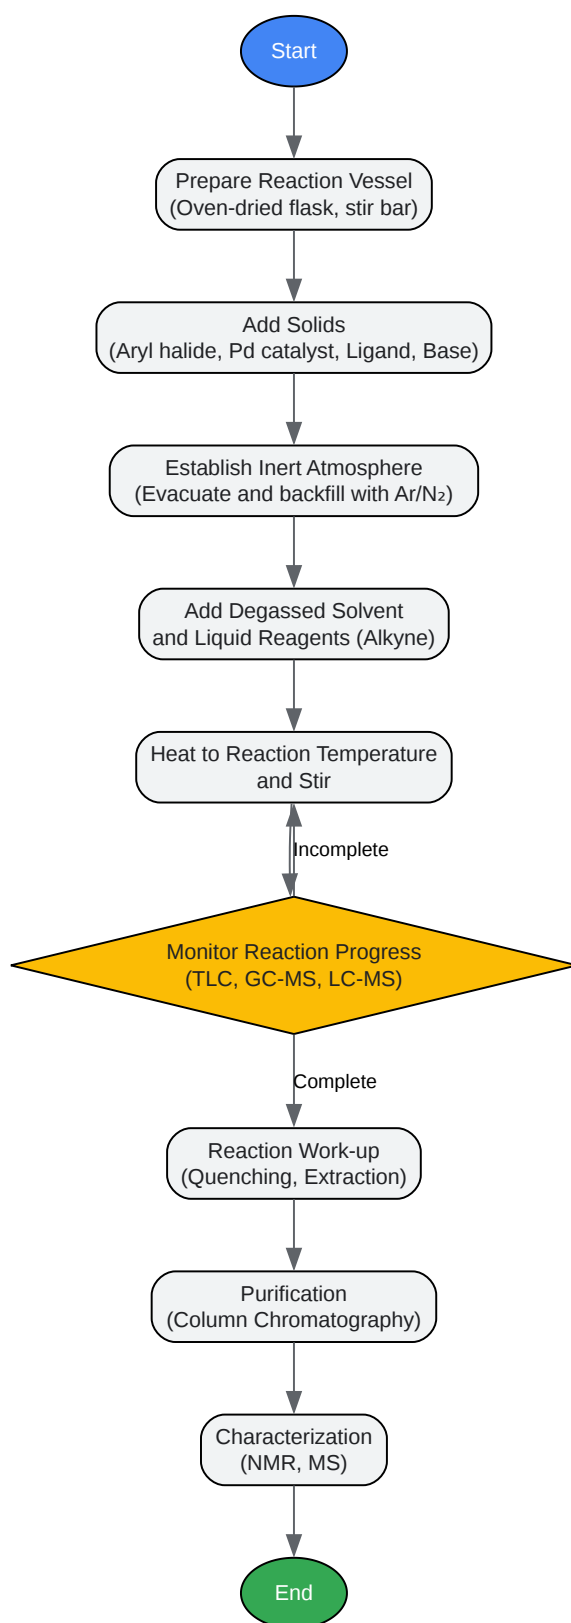 Start
Prepare Reaction Vessel
(Oven-dried flask, stir bar)
Add Solids
(Aryl halide, Pd catalyst, Ligand, Base)
Establish Inert Atmosphere
(Evacuate and backfill with Ar/N₂)
Add Degassed Solvent
and Liquid Reagents (Alkyne)
Heat to Reaction Temperature
and Stir
Incomplete
Monitor Reaction Progress
(TLC, GC-MS, LC-MS)
Complete
Reaction Work-up
(Quenching, Extraction)
Purification
(Column Chromatography)
Characterization
(NMR, MS)
End